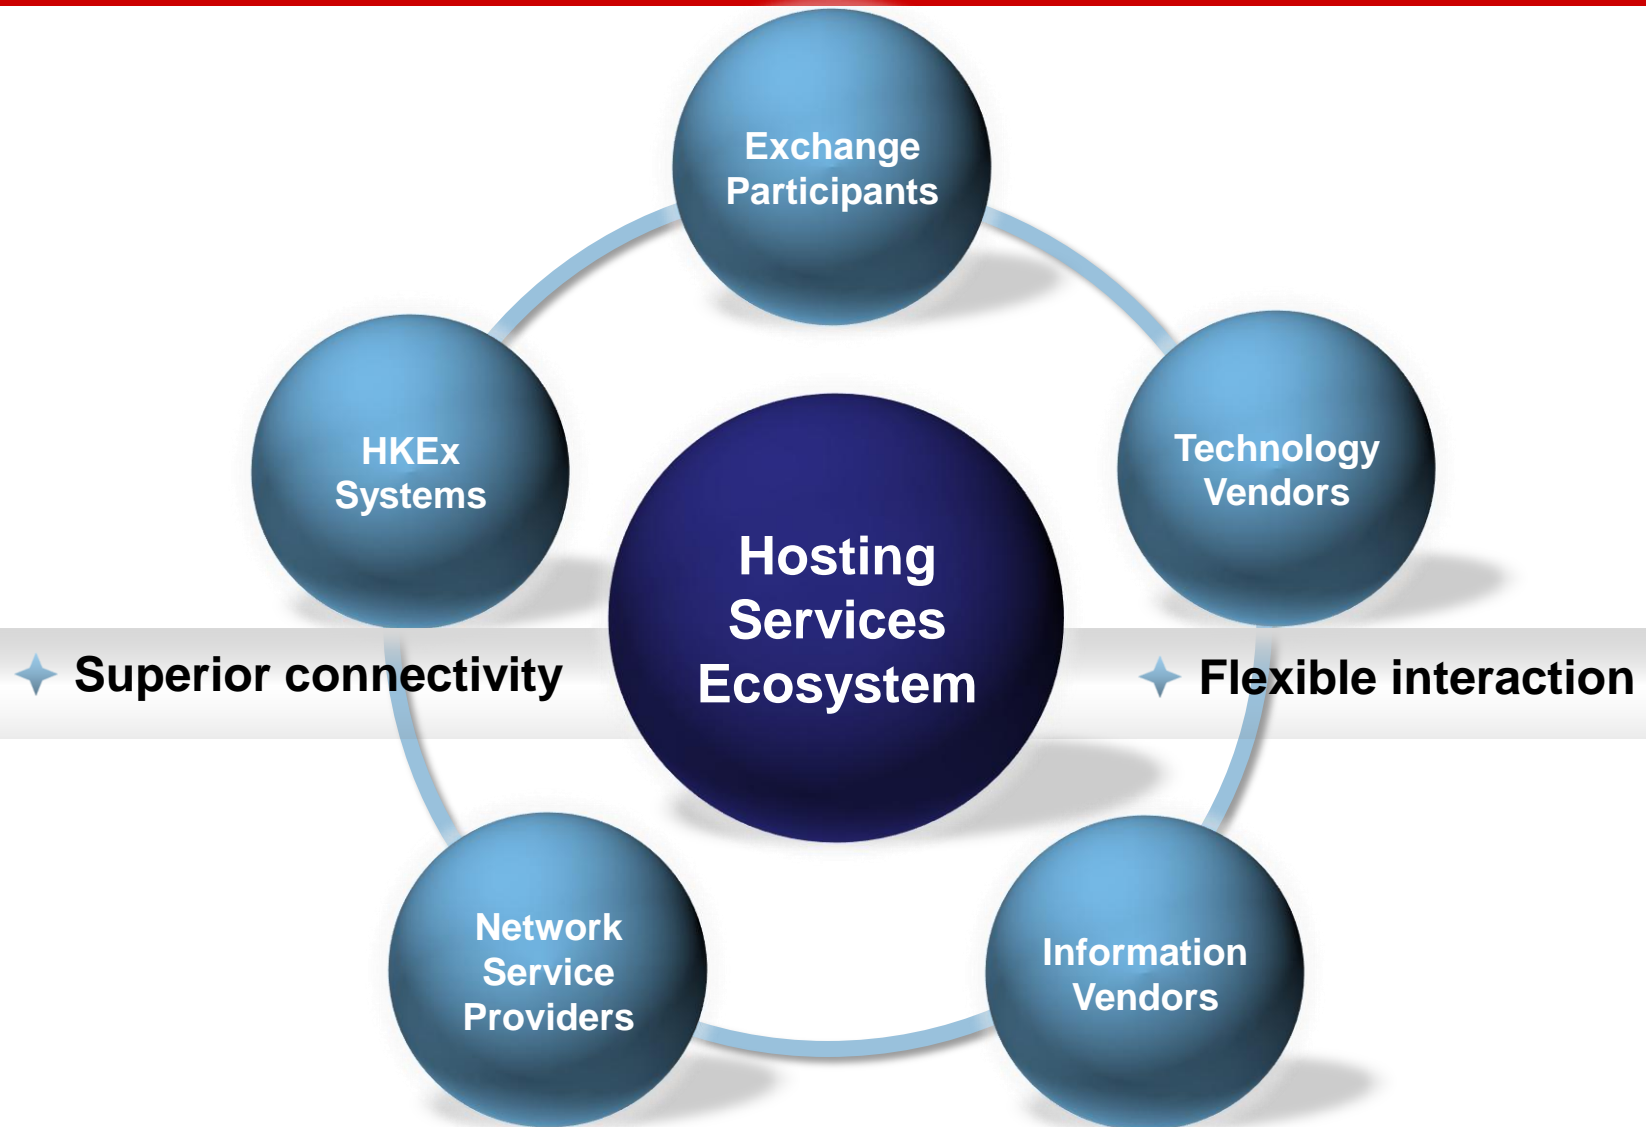 Exchange
Participants
HKEx
Systems
Technology
Vendors
Hosting
Services
Ecosystem
Superior connectivity
Flexible interaction
Network
Service
Providers
Information
Vendors